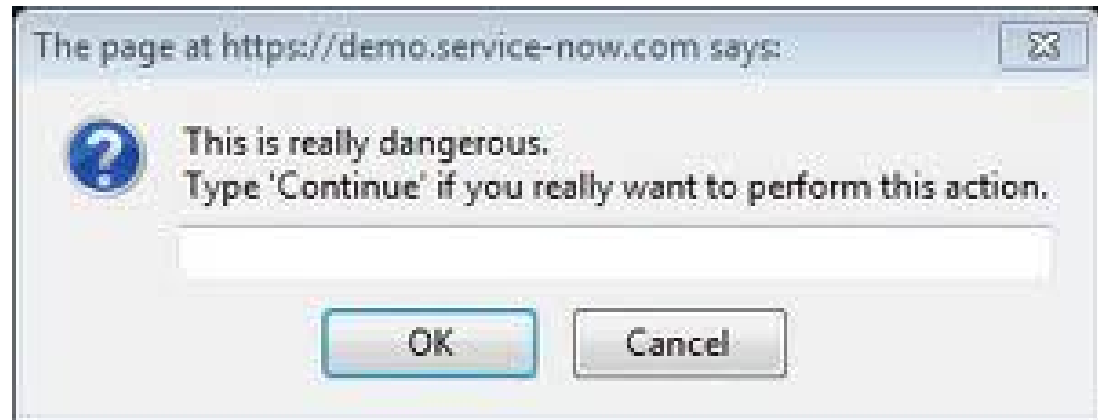 The page at https://demo.service-now.com says:
This is really dangerous.
Type 'Continue' if you really want to perform this action.
OK Cancel